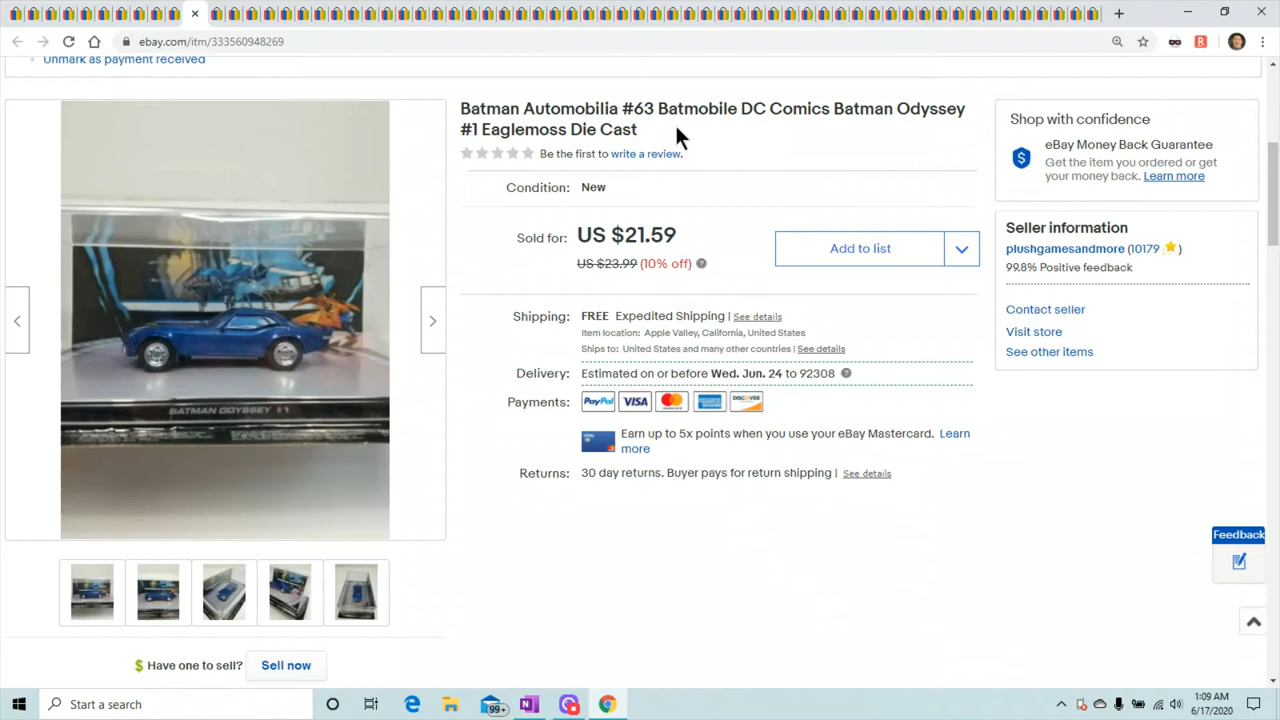 ebay.com/itm/333560948269
Unmark as payment received
Batman Automobilia #63 Batmobile DC Comics Batman Odyssey
#1 Eaglemoss Die Cast
Be the first to write a review.
Condition: New
Sold for: US $21.59
US $23.99 (10% off)
Add to list
Shipping: FREE Expedited Shipping | See details
Item location: Apple Valley, California, United States
Ships to: United States and many other countries | See details
Delivery: Estimated on or before Wed. Jun. 24 to 92308
Payments: PayPal VISA MasterCard AMERICAN EXPRESS DISCOVER
Earn up to 5x points when you use your eBay Mastercard. Learn
more
Returns: 30 day returns. Buyer pays for return shipping | See details
Shop with confidence
eBay Money Back Guarantee
Get the item you ordered or get
your money back. Learn more
Seller information
plushgamesandmore (10179)
99.8% Positive feedback
Contact seller
Visit store
See other items
BATMAN ODYSSEY #1
Feedback
Have one to sell? Sell now
Start a search
99+
1:09 AM
6/17/2020